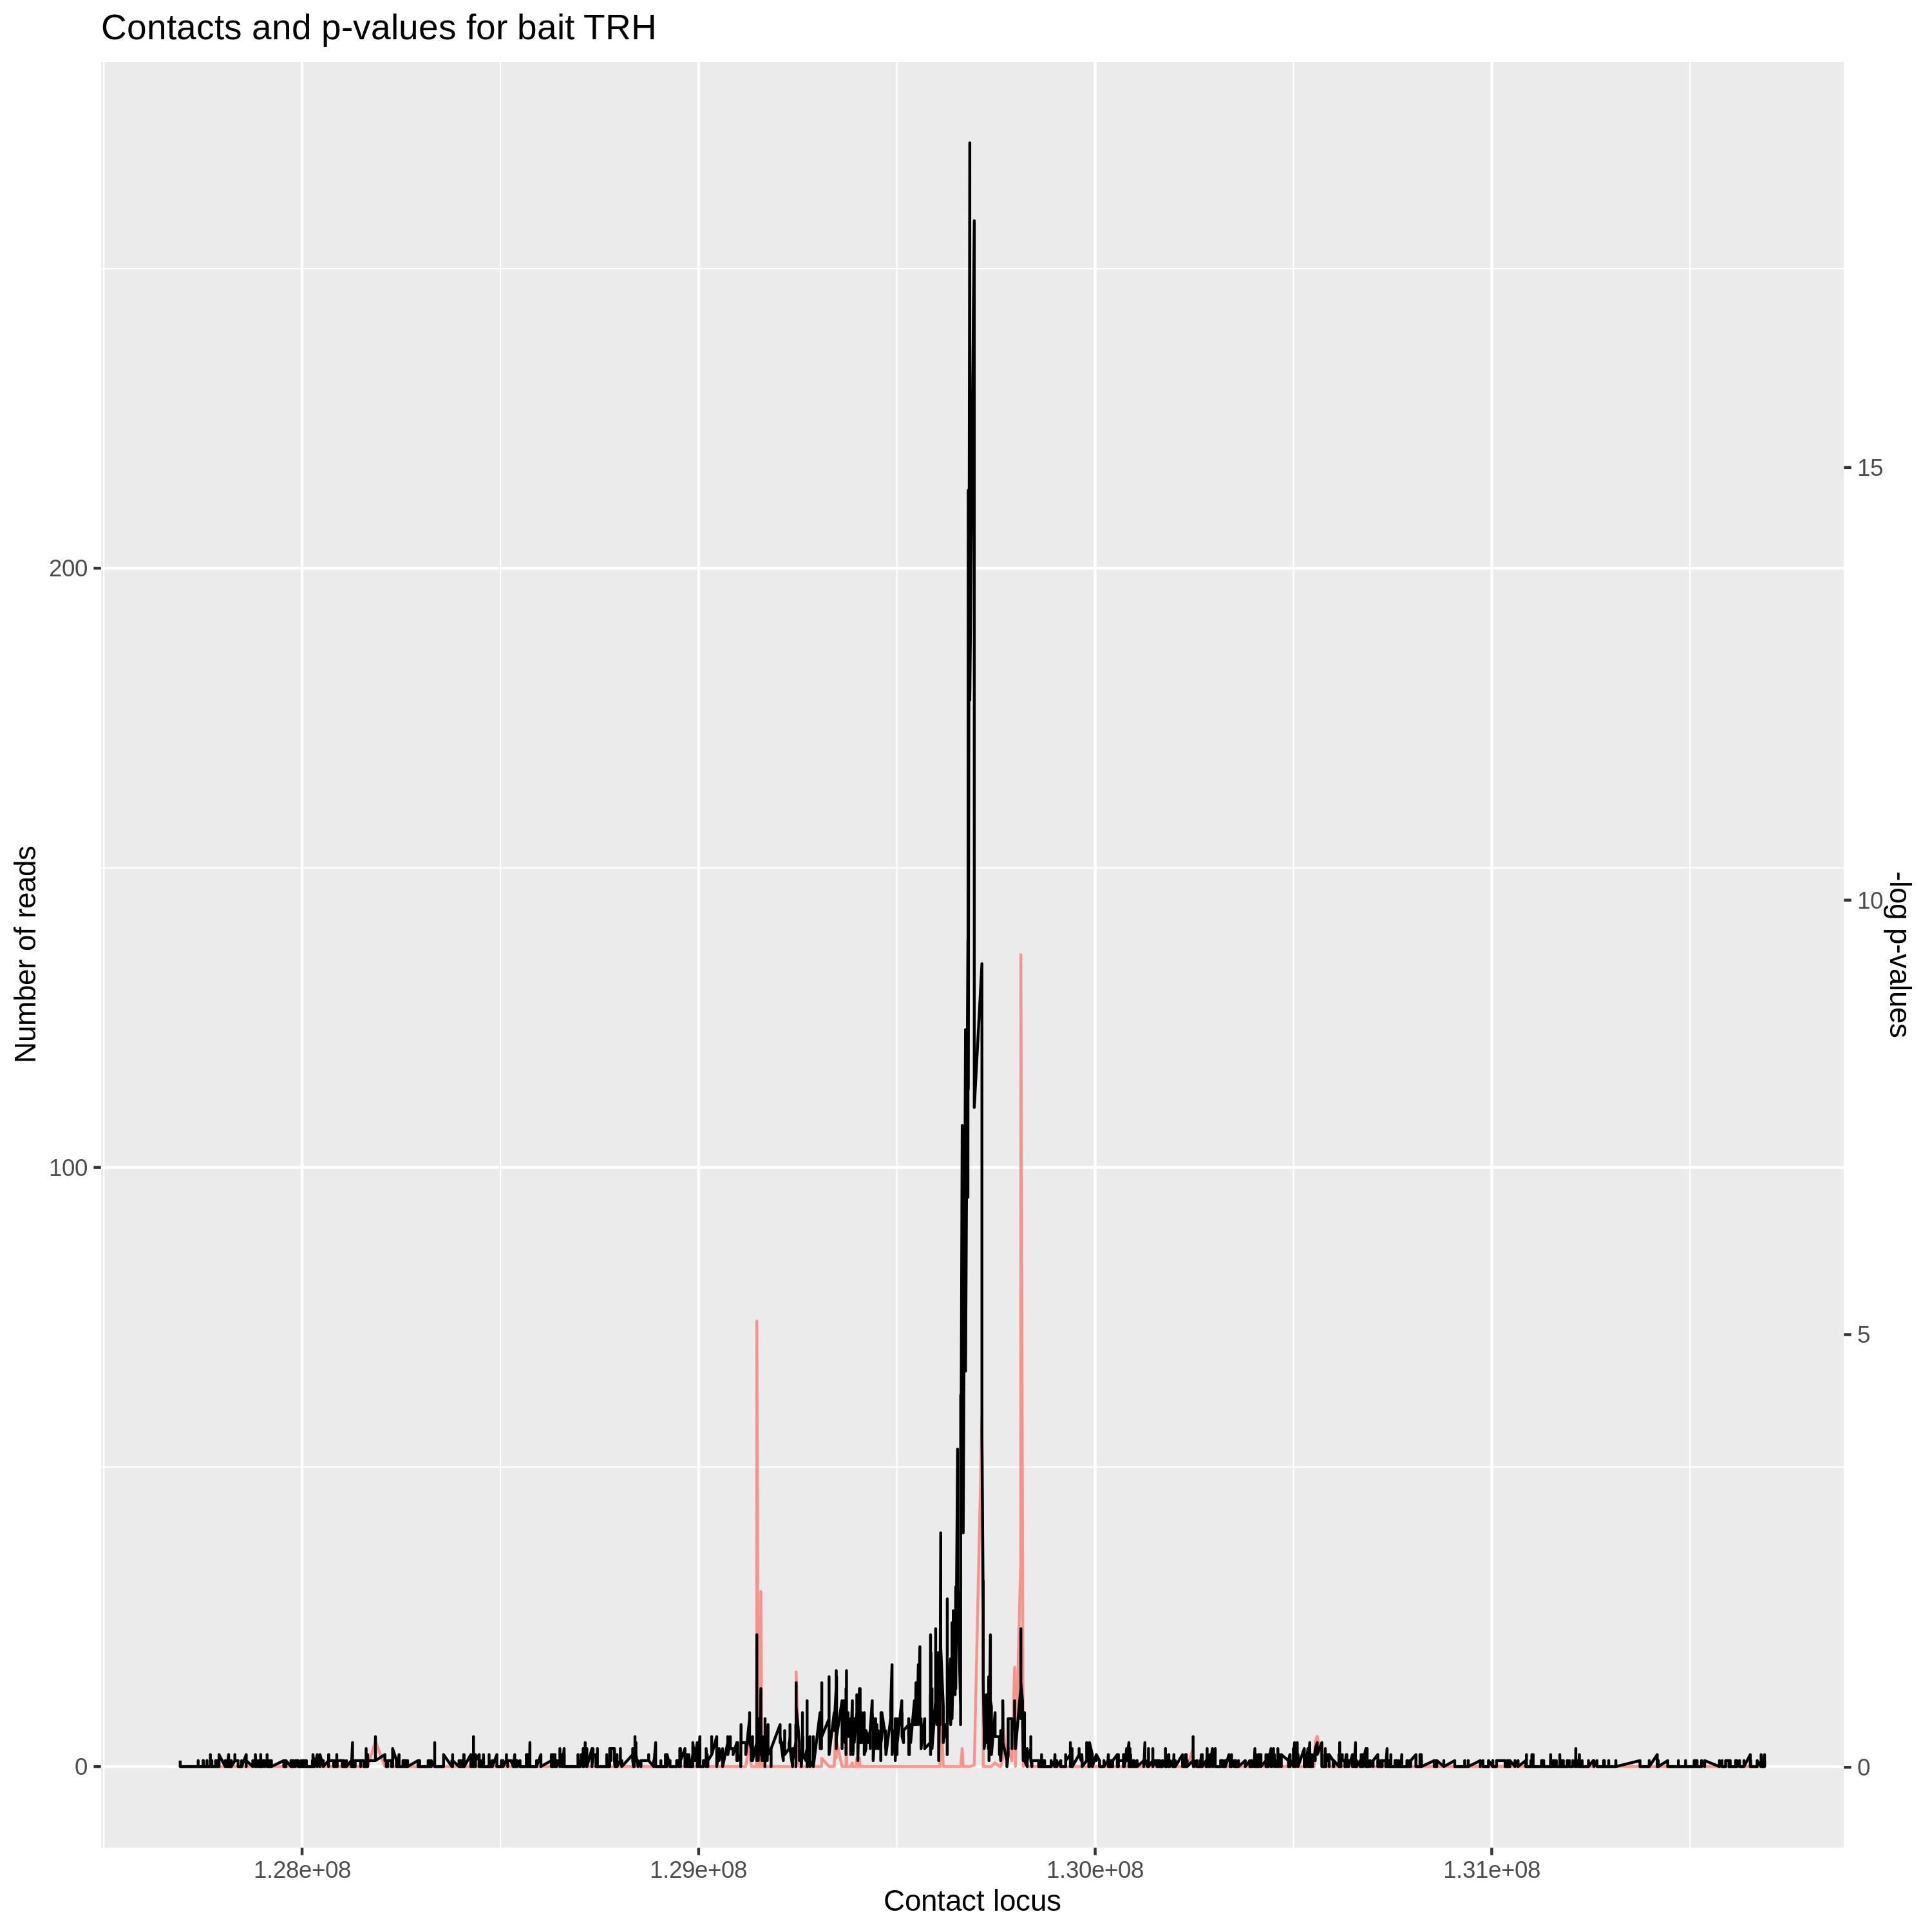 Contacts and p-values for bait TRH
Number of reads
200
100
0
15
10
5
0
-log p-values
1.28e+08 1.29e+08 1.30e+08 1.31e+08
Contact locus